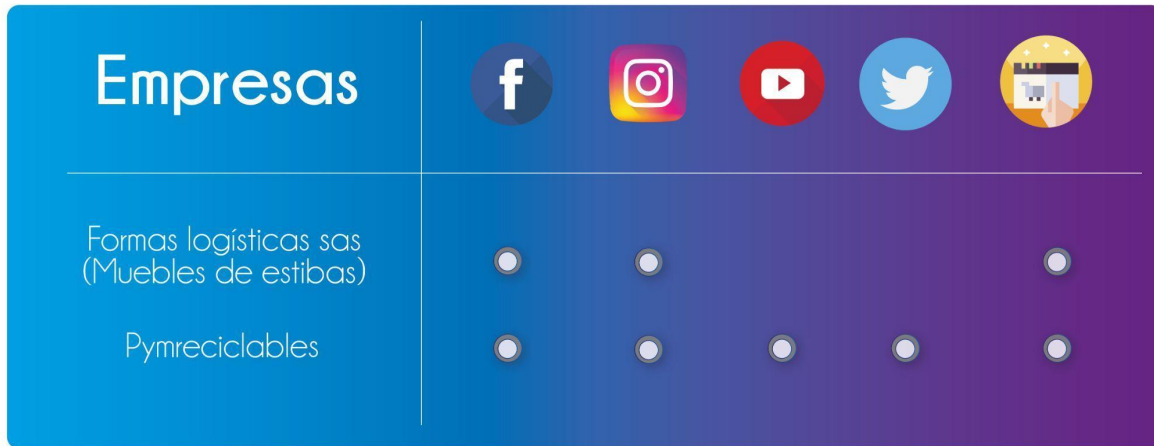 Empresas
Formas logísticas sas
(Muebles de estibas)
Pymreciclables